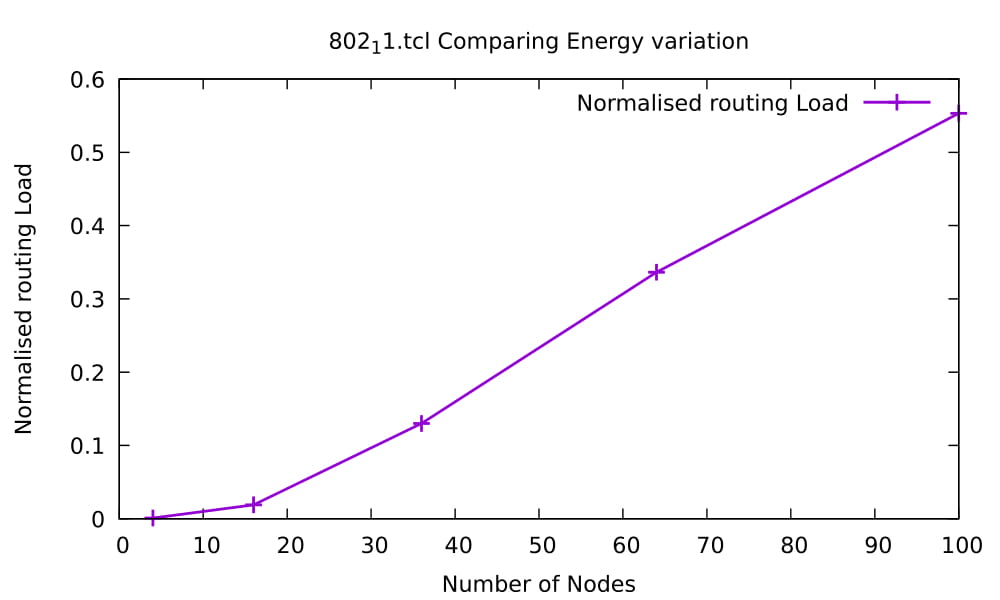 802₁1.tcl Comparing Energy variation
Normalised routing Load
0.6
0.5
0.4
0.3
0.2
0.1
0
Normalised routing Load
0 10 20 30 40 50 60 70 80 90 100
Number of Nodes